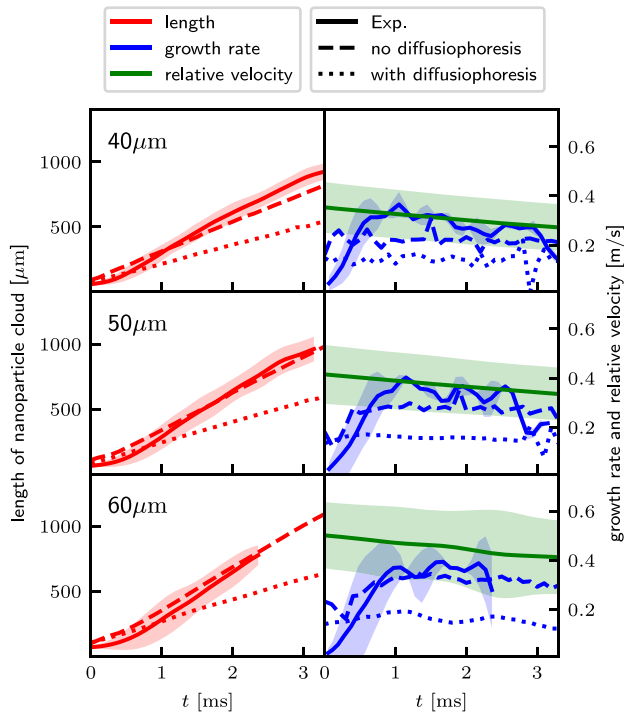 length
growth rate
relative velocity
Exp.
no diffusiophoresis
with diffusiophoresis
40μm
1000
500
0.6
0.4
0.2
50μm
1000
500
0.6
0.4
0.2
60μm
1000
500
0.6
0.4
0.2
0 1 2 3
0 1 2 3
t [ms]
t [ms]
length of nanoparticle cloud [μm]
growth rate and relative velocity [m/s]